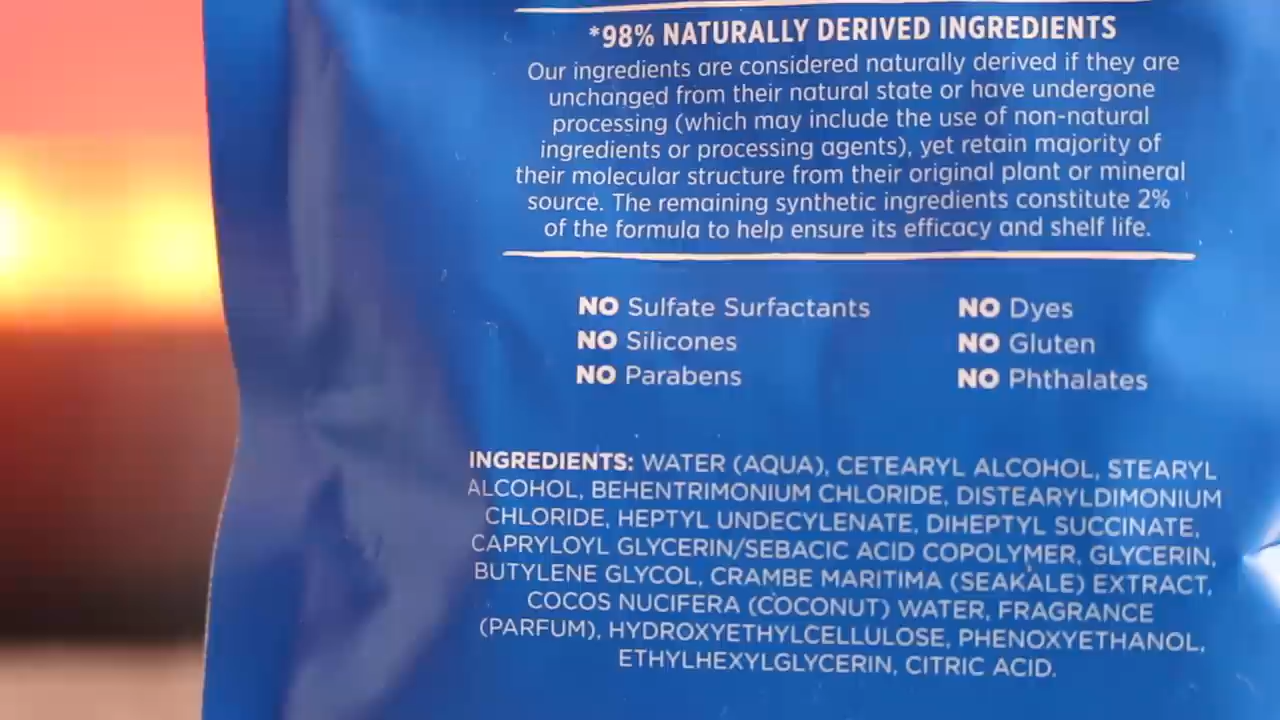 *98% NATURALLY DERIVED INGREDIENTS
Our ingredients are considered naturally derived if they are
unchanged from their natural state or have undergone
processing (which may include the use of non-natural
ingredients or processing agents), yet retain majority of
their molecular structure from their original plant or mineral
source. The remaining synthetic ingredients constitute 2%
of the formula to help ensure its efficacy and shelf life.
NO Sulfate Surfactants
NO Silicones
NO Parabens
NO Dyes
NO Gluten
NO Phthalates
INGREDIENTS: WATER (AQUA), CETEARYL ALCOHOL, STEARYL
ALCOHOL, BEHENTRIMONIUM CHLORIDE, DISTEARYLDIMONIUM
CHLORIDE, HEPTYL UNDECYLENATE, DIHEPTYL SUCCINATE,
CAPRYLOYL GLYCERIN/SEBACIC ACID COPOLYMER, GLYCERIN,
BUTYLENE GLYCOL, CRAMBE MARITIMA (SEAKALE) EXTRACT,
COCOS NUCIFERA (COCONUT) WATER, FRAGRANCE
(PARFUM), HYDROXYETHYLCELLULOSE, PHENOXYETHANOL,
ETHYLHEXYLGLYCERIN, CITRIC ACID.